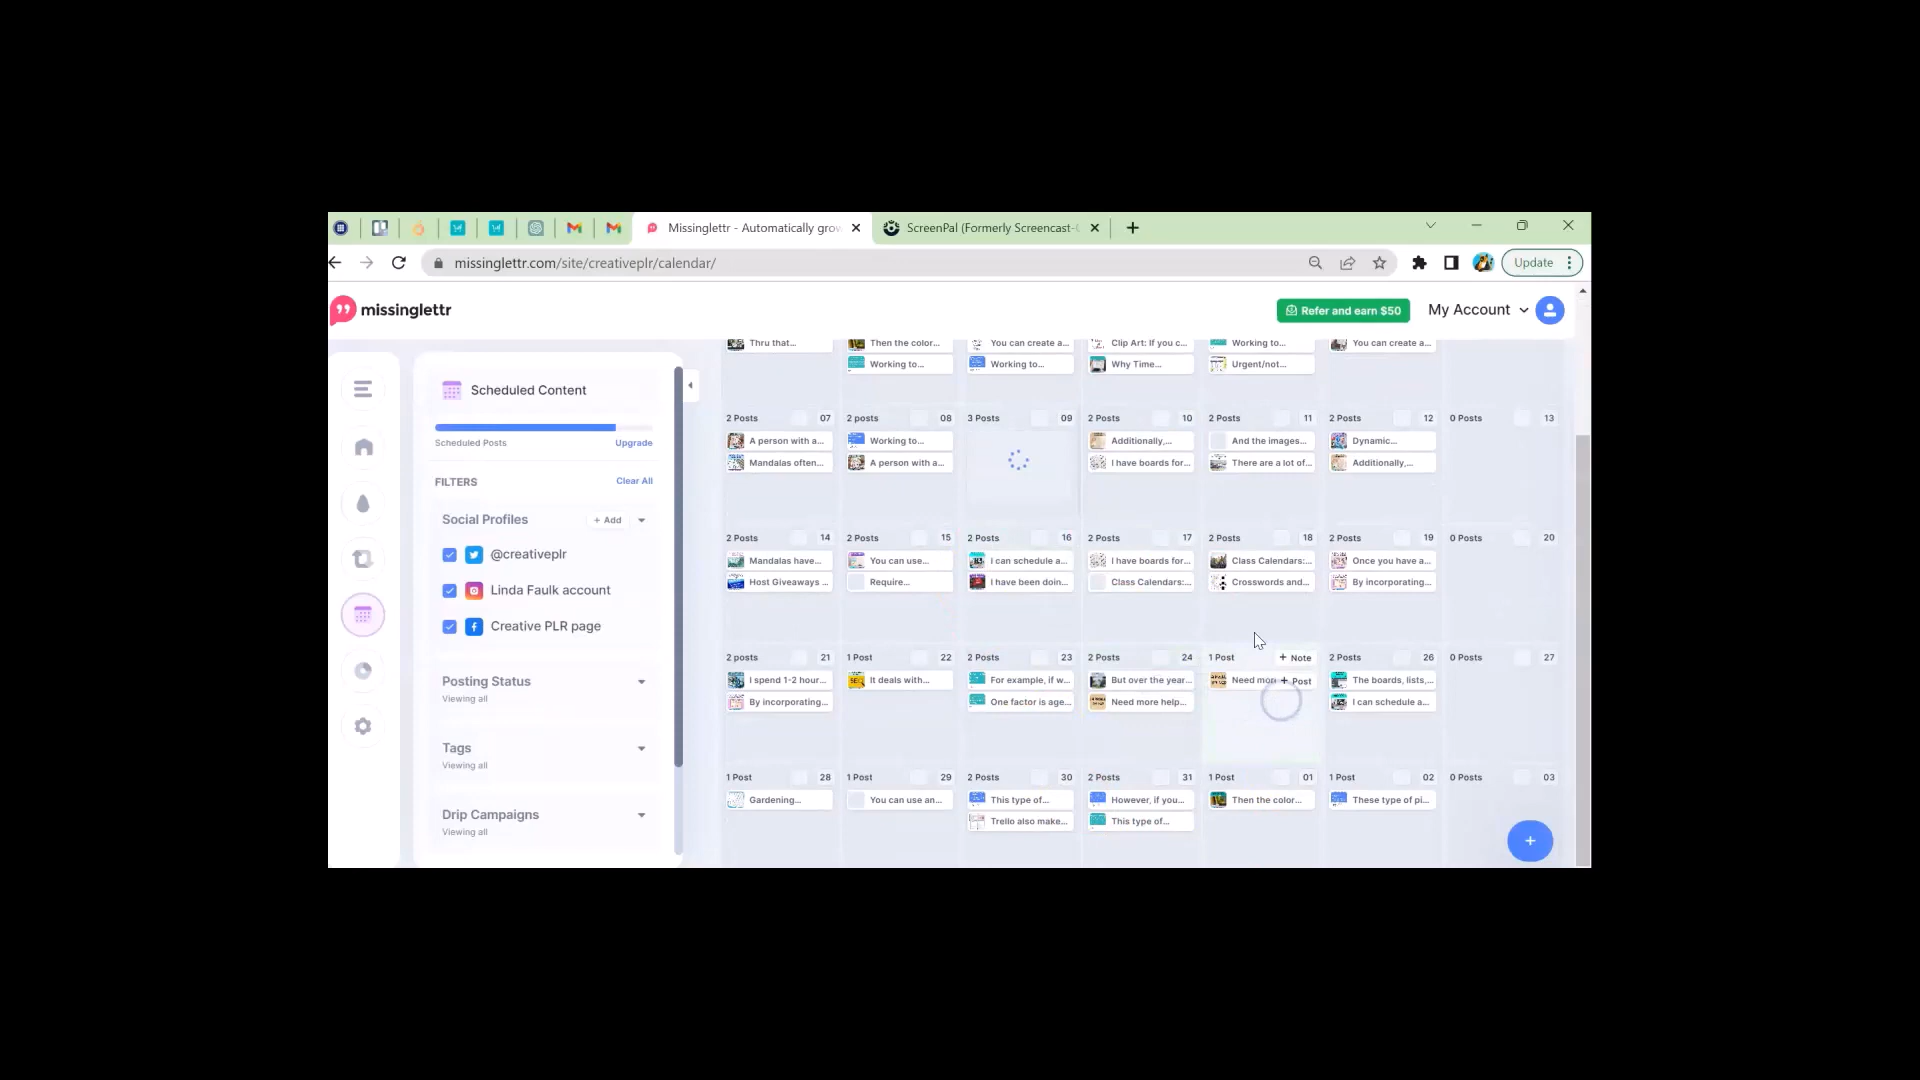 Missinglettr - Automatically grow
ScreenPal (Formerly Screencast-
missinglettr.com/site/creativeplr/calendar/
Update
missinglettr
Refer and earn $50
My Account
Scheduled Content
Scheduled Posts
Upgrade
FILTERS
Clear All
Social Profiles
+ Add
@creativeplr
Linda Faulk account
Creative PLR page
Posting Status
Viewing all
Tags
Viewing all
Drip Campaigns
Viewing all
Thru that... Then the color... You can create a... Clip Art: If you c... Working to... You can create a...
Working to... Working to... Why Time... Urgent/not...
2 Posts 07 2 posts 08 3 Posts 09 2 Posts 10 2 Posts 11 2 Posts 12 0 Posts 13
A person with a... Working to... Additionally,... And the images... Dynamic...
Mandalas often... A person with a... I have boards for... There are a lot of... Additionally,...
2 Posts 14 2 Posts 15 2 Posts 16 2 Posts 17 2 Posts 18 2 Posts 19 0 Posts 20
Mandalas have... You can use... I can schedule a... I have boards for... Class Calendars:... Once you have a...
Host Giveaways ... Require... I have been doin... Class Calendars:... Crosswords and... By incorporating...
2 posts 21 1 Post 22 2 Posts 23 2 Posts 24 1 Post + Note 2 Posts 26 0 Posts 27
I spend 1-2 hour... It deals with... For example, if w... But over the year... Need mor + Post The boards, lists,...
By incorporating... One factor is age... Need more help... I can schedule a...
1 Post 28 1 Post 29 2 Posts 30 2 Posts 31 1 Post 01 1 Post 02 0 Posts 03
Gardening... You can use an... This type of... However, if you... Then the color... These type of pi...
Trello also make... This type of...